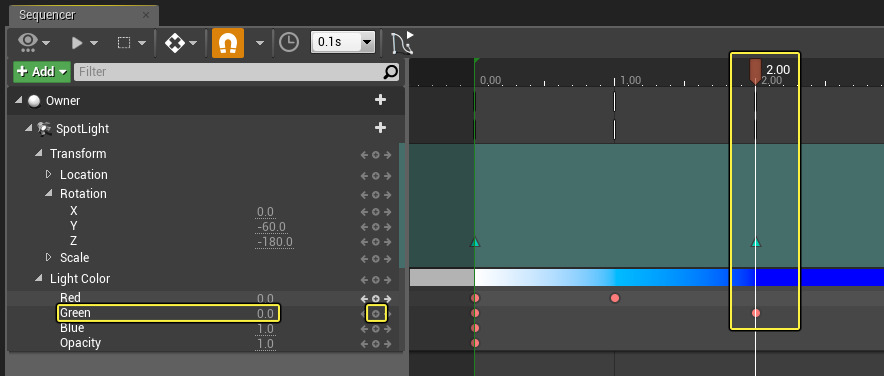 Sequencer ×
0.1s
+ Add Filter
2.00
0.00 1.00 2.00
Owner +
SpotLight +
Transform
Location
Rotation
X 0.0
Y -60.0
Z -180.0
Scale
Light Color
Red 0.0
Green 0.0
Blue 1.0
Opacity 1.0